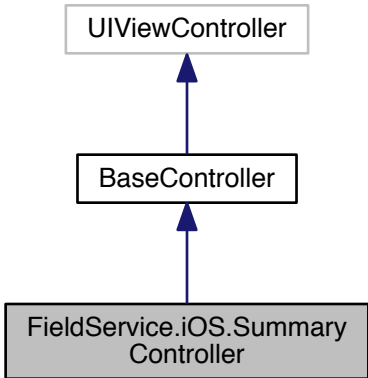 UIViewController
BaseController
FieldService.iOS.Summary
Controller